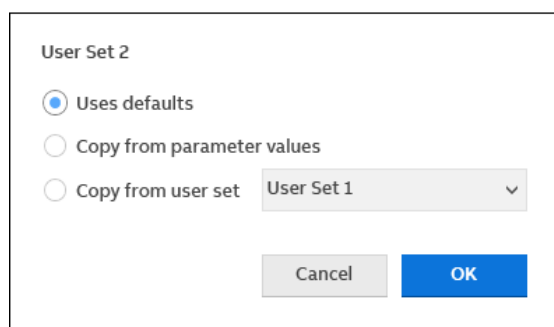 User Set 2
Uses defaults
Copy from parameter values
Copy from user set User Set 1
Cancel OK